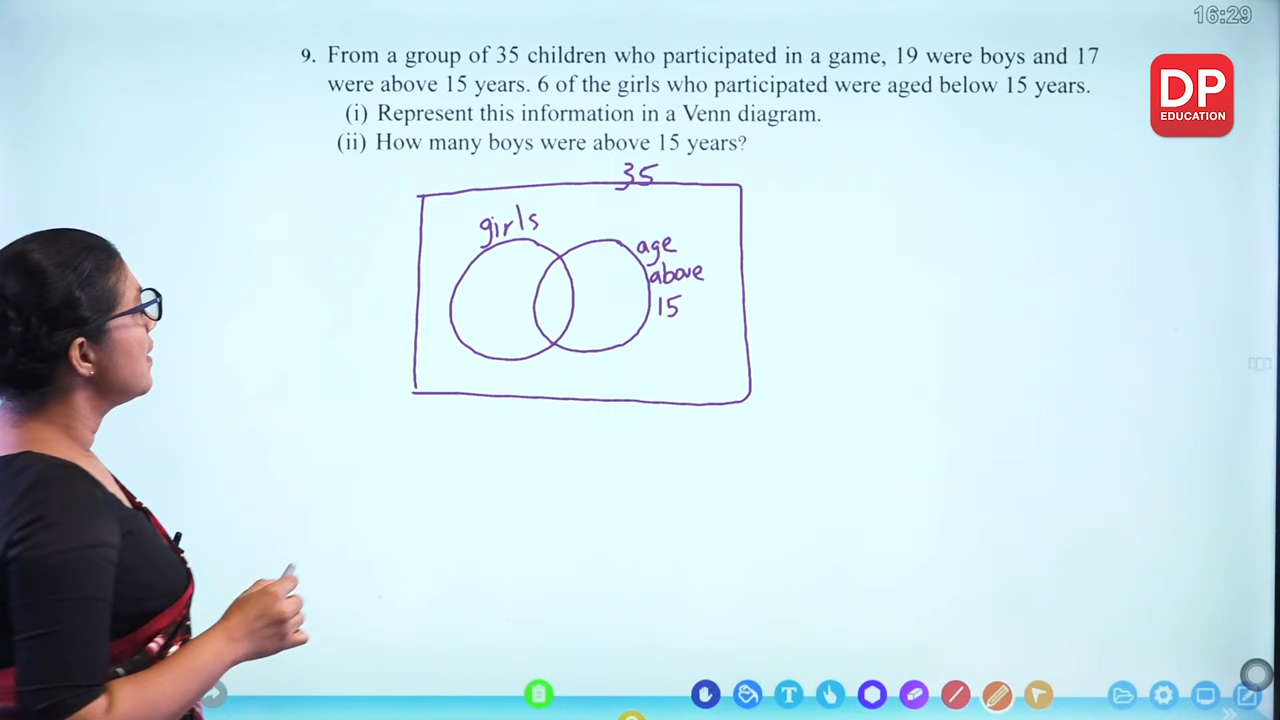 16:29
9. From a group of 35 children who participated in a game, 19 were boys and 17
were above 15 years. 6 of the girls who participated were aged below 15 years.
(i) Represent this information in a Venn diagram.
(ii) How many boys were above 15 years?
DP
EDUCATION
35
girls
age
above
15